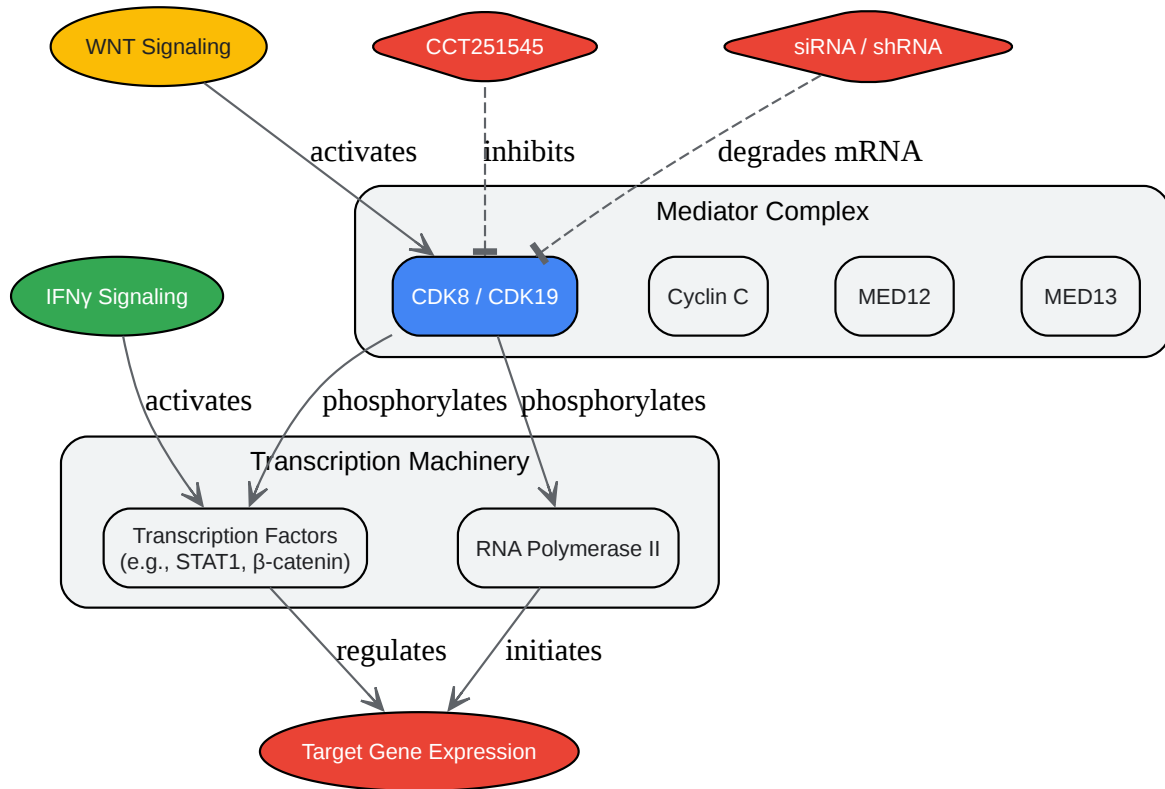 WNT Signaling
CCT251545
siRNA / shRNA
activates
inhibits
degrades mRNA
Mediator Complex
IFNγ Signaling
CDK8 / CDK19
Cyclin C
MED12
MED13
activates
phosphorylates
phosphorylates
Transcription Machinery
Transcription Factors
(e.g., STAT1, β-catenin)
RNA Polymerase II
regulates
initiates
Target Gene Expression